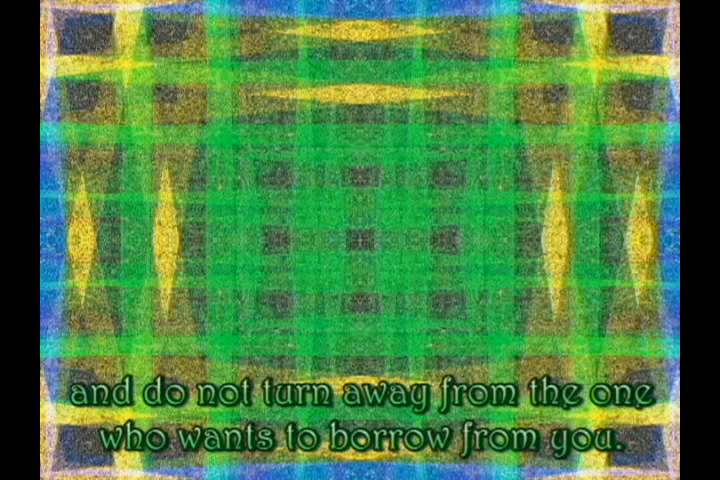 and do not turn away from the one
who wants to borrow from you.